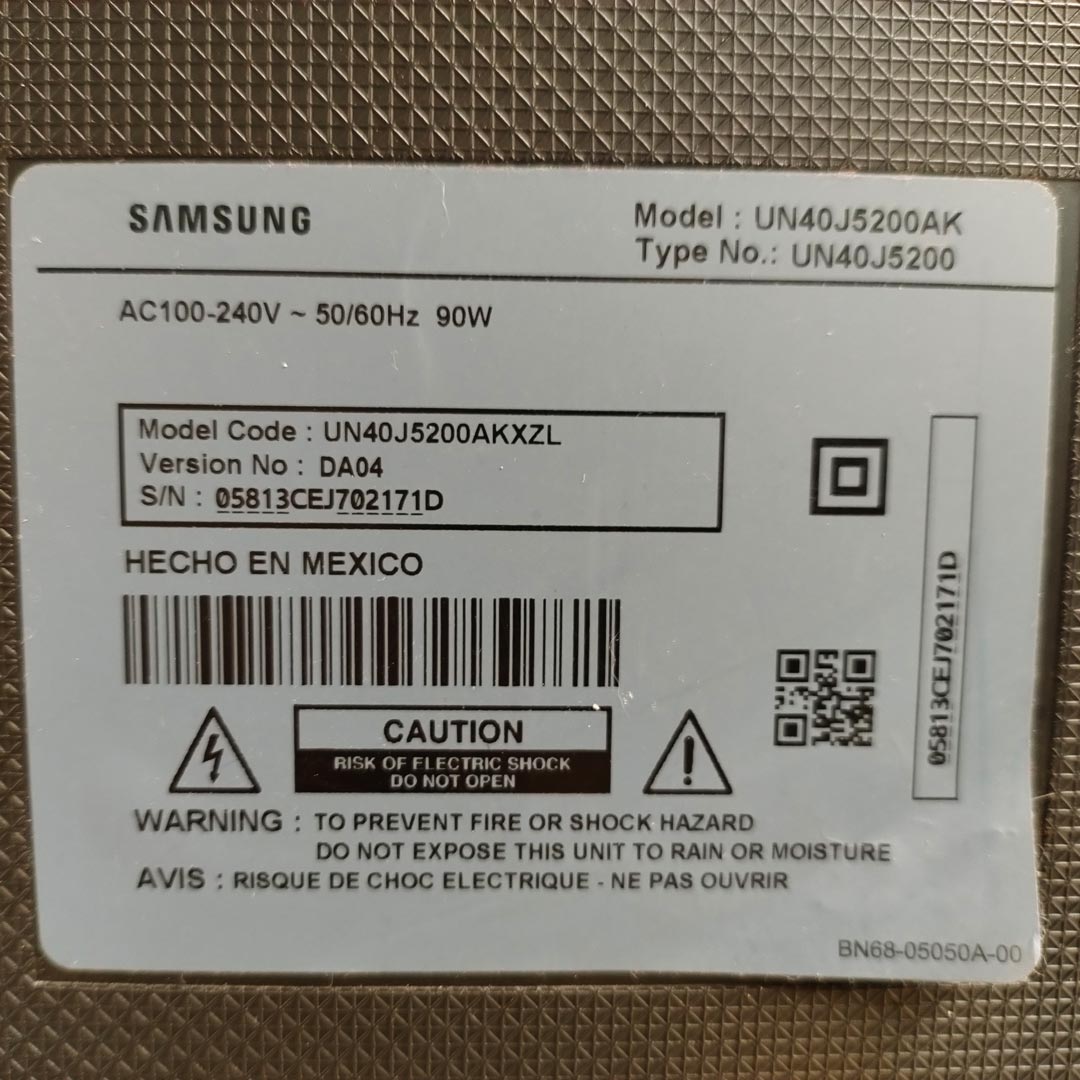 SAMSUNG
Model : UN40J5200AK
Type No.: UN40J5200
AC100-240V ~ 50/60Hz 90W
Model Code : UN40J5200AKXZL
Version No : DA04
S/N : 05813CEJ702171D
HECHO EN MEXICO
05813CEJ702171D
CAUTION
RISK OF ELECTRIC SHOCK
DO NOT OPEN
WARNING : TO PREVENT FIRE OR SHOCK HAZARD
DO NOT EXPOSE THIS UNIT TO RAIN OR MOISTURE
AVIS : RISQUE DE CHOC ELECTRIQUE - NE PAS OUVRIR
BN68-05050A-00